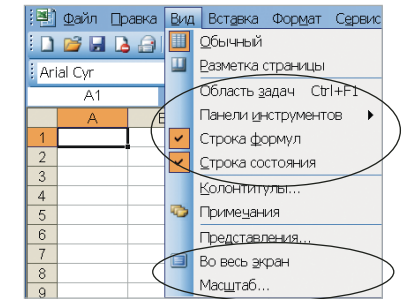 Файл Правка Вид Вставка Формат Сервис
Arial Cyr
A1
A
1
2
3
4
5
6
7
8
9
Обычный
Разметка страницы
Область задач Ctrl+F1
Панели инструментов
Строка формул
Строка состояния
Колонтитулы...
Примечания
Представления...
Во весь экран
Масштаб...